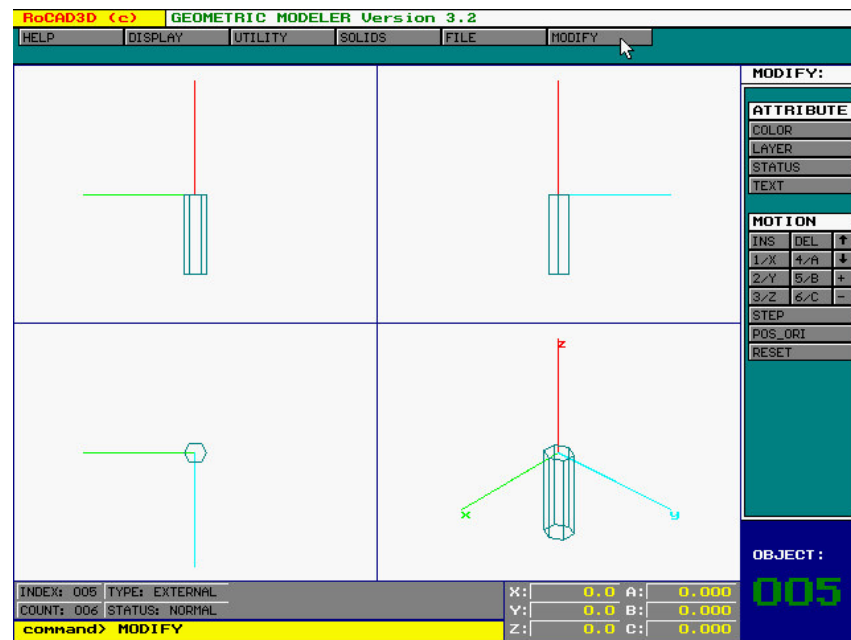 RoCAD3D (c) GEOMETRIC MODELER Version 3.2
HELP DISPLAY UTILITY SOLIDS FILE MODIFY
MODIFY:
ATTRIBUTE
COLOR
LAYER
STATUS
TEXT
MOTION
INS DEL ↑
1/X 4/A ↓
2/Y 5/B +
3/Z 6/C -
STEP
POS_ORI
RESET
z
x y
OBJECT:
005
INDEX: 005 TYPE: EXTERNAL X: 0.0 A: 0.000
COUNT: 006 STATUS: NORMAL Y: 0.0 B: 0.000
command> MODIFY Z: 0.0 C: 0.000